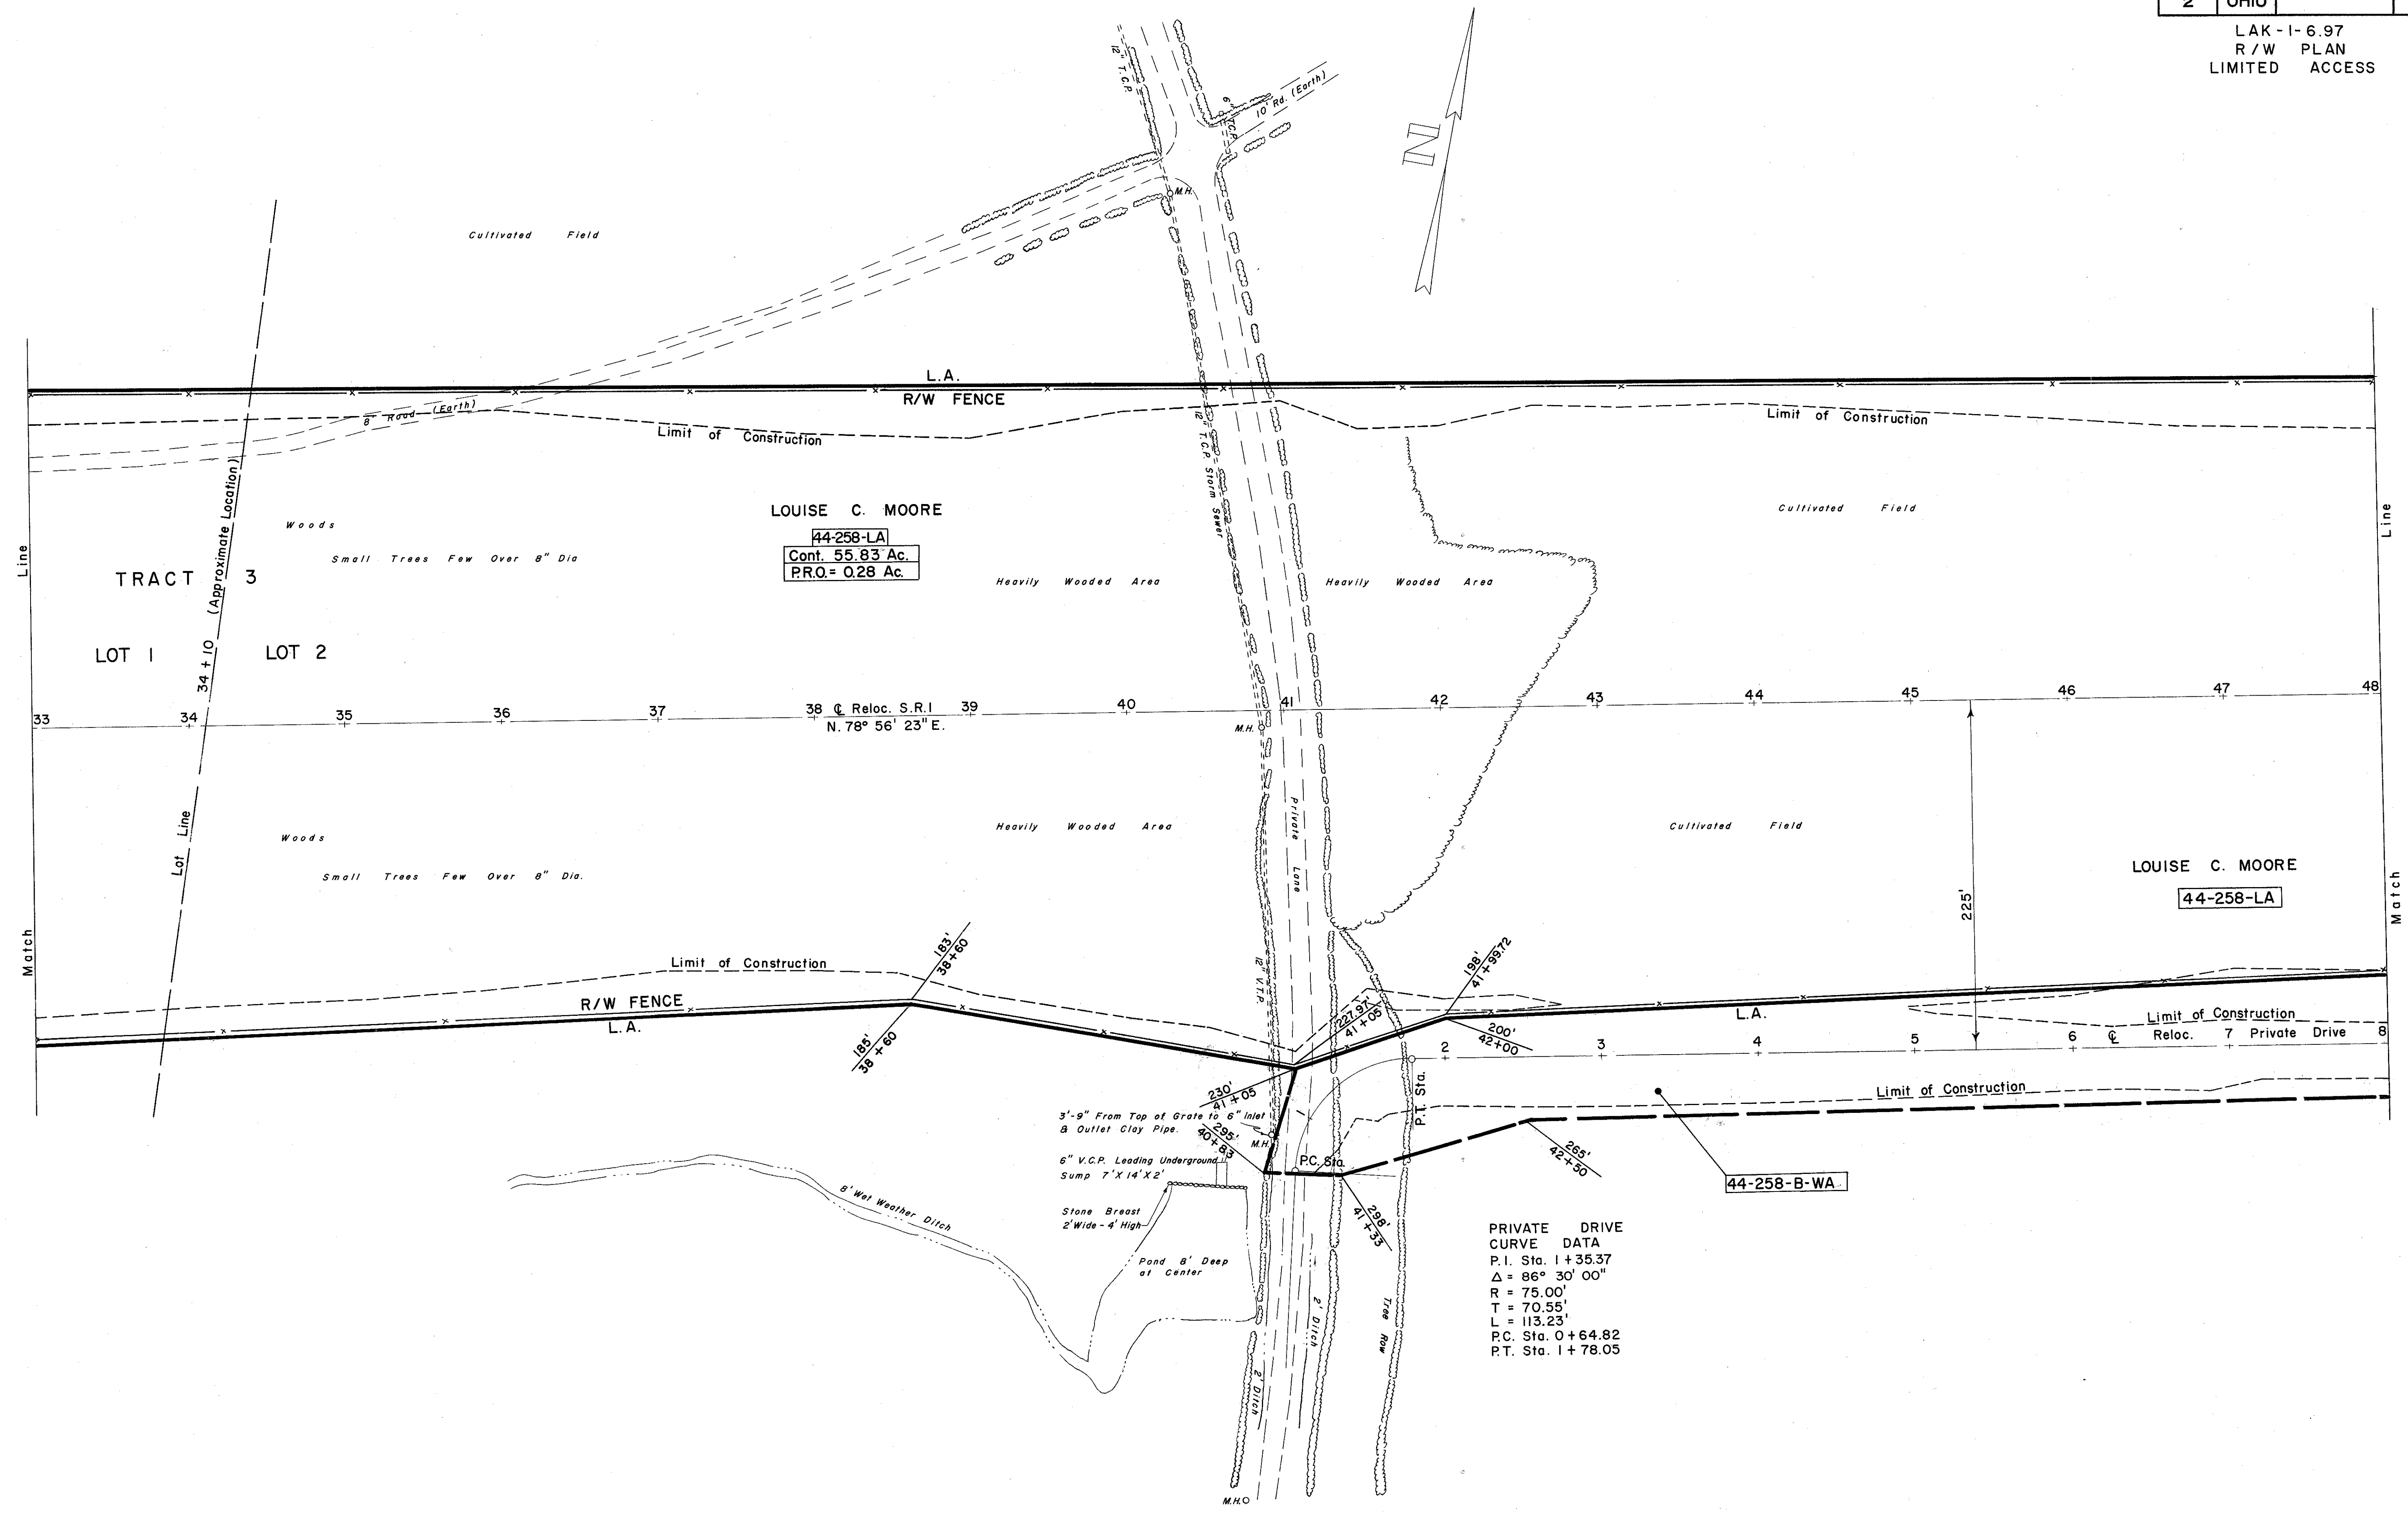 2 OHIO
LAK-1-6.97
R/W PLAN
LIMITED ACCESS
12" T.C.P.
6" T.C.P.
10' Rd. (Earth)
M.H.
N
Cultivated Field
L.A.
R/W FENCE
8' Road (Earth)
Limit of Construction
Limit of Construction
12" T.C.P. Storm Sewer
LOUISE C. MOORE
44-258-LA
Cont. 55.83 Ac.
P.R.O. = 0.28 Ac.
Woods
Small Trees Few Over 8" Dia
Cultivated Field
Line
Line
TRACT 3
(Approximate Location)
Heavily Wooded Area
Heavily Wooded Area
LOT 1
34+10
LOT 2
33 34 35 36 37 38 ℄ Reloc. S.R.1 39 40 41 42 43 44 45 46 47 48
N. 78° 56' 23" E.
M.H.
Private Lane
Woods
Small Trees Few Over 8" Dia.
Lot Line
Heavily Wooded Area
Cultivated Field
LOUISE C. MOORE
44-258-LA
225'
Match
Match
183'
38+60
Limit of Construction
R/W FENCE
L.A.
185'
38+60
12" V.T.P.
227.97'
41+05
198'
41+99.72
200'
42+00
L.A.
Limit of Construction
2 3 4 5 6 ℄ Reloc. 7 Private Drive 8
230'
41+05
P.T. Sta.
Limit of Construction
3'-9" From Top of Grate to 6" Inlet
& Outlet Clay Pipe.
295'
40+83
M.H.
P.C. Sta.
6" V.C.P. Leading Underground
Sump 7' X 14' X 2'
265'
42+50
44-258-B-WA
8' Wet Weather Ditch
Stone Breast
2' Wide - 4' High
298'
41+33
Pond 8' Deep
at Center
2' Ditch
Tree Row
2' Ditch
PRIVATE DRIVE
CURVE DATA
P.I. Sta. 1+35.37
Δ = 86° 30' 00"
R = 75.00'
T = 70.55'
L = 113.23'
P.C. Sta. 0+64.82
P.T. Sta. 1+78.05
M.H.